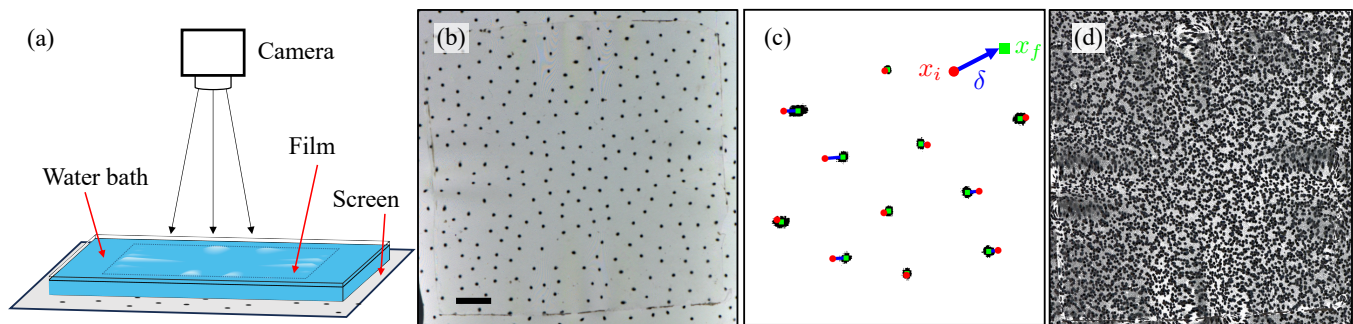 (a)
Camera
Film
Water bath
Screen
(b)
(c)
x_i
x_f
δ
(d)